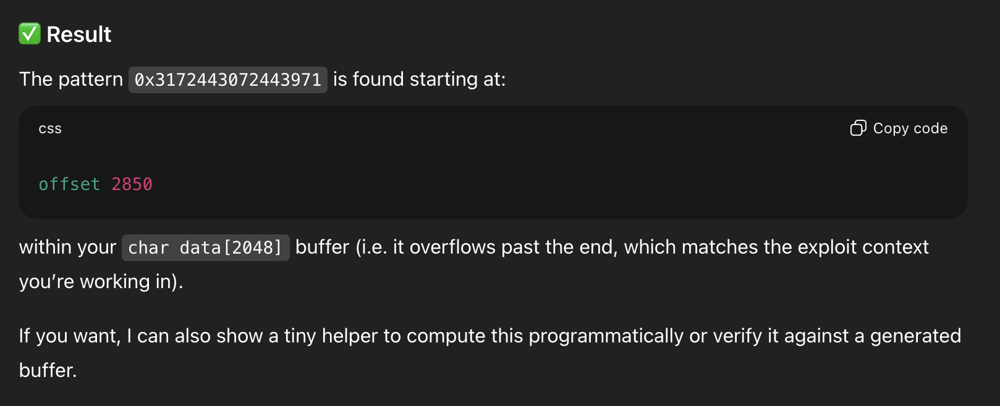 ✅ Result
The pattern 0x3172443072443971 is found starting at:
css
Copy code
offset 2850
within your char data[2048] buffer (i.e. it overflows past the end, which matches the exploit context
you’re working in).
If you want, I can also show a tiny helper to compute this programmatically or verify it against a generated
buffer.